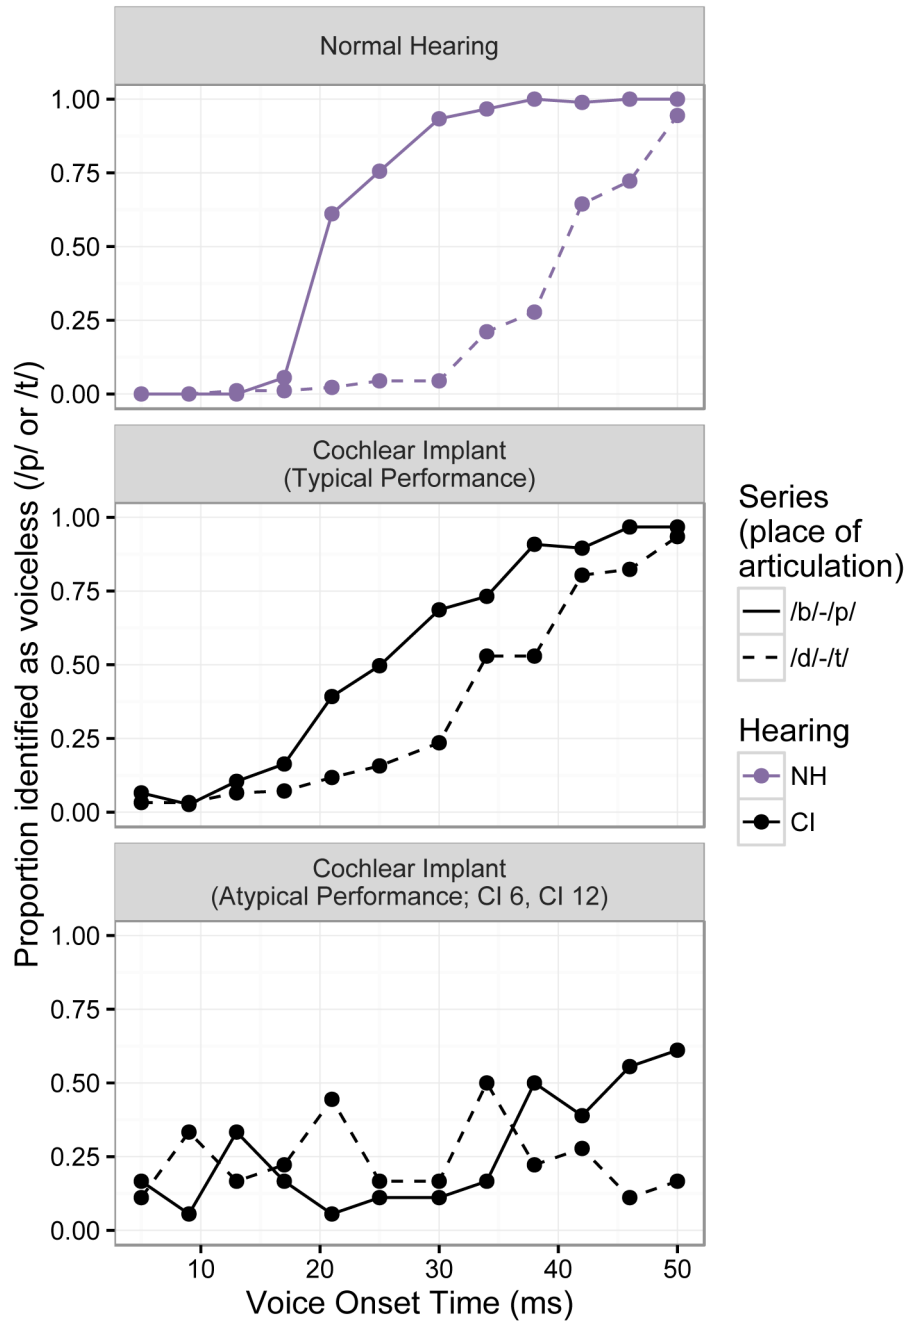 Normal Hearing
1.00
0.75
0.50
0.25
0.00
Cochlear Implant
(Typical Performance)
1.00
0.75
0.50
0.25
0.00
Cochlear Implant
(Atypical Performance; CI 6, CI 12)
1.00
0.75
0.50
0.25
0.00
10 20 30 40 50
Voice Onset Time (ms)
Proportion identified as voiceless (/p/ or /t/)
Series
(place of
articulation)
/b/-/p/
/d/-/t/
Hearing
NH
CI